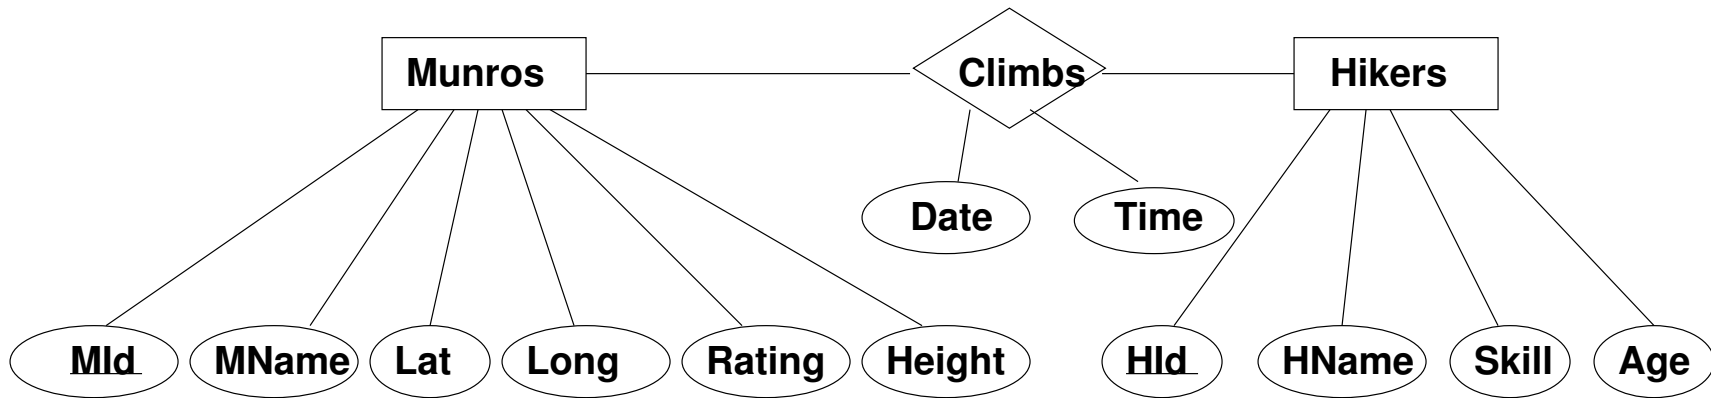 Munros
Climbs
Hikers
Date
Time
MId
MName
Lat
Long
Rating
Height
HId
HName
Skill
Age